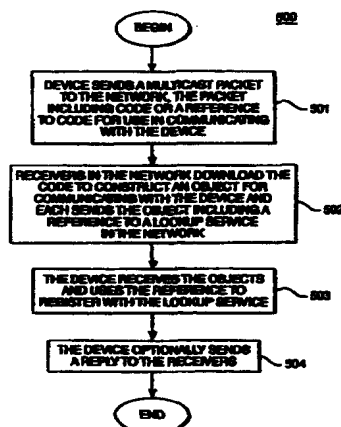 500
BEGIN
DEVICE SENDS A MULTICAST PACKET
TO THE NETWORK, THE PACKET
INCLUDING CODE OR A REFERENCE
TO CODE FOR USE IN COMMUNICATING
WITH THE DEVICE
501
RECEIVERS IN THE NETWORK DOWNLOAD THE
CODE TO CONSTRUCT AN OBJECT FOR
COMMUNICATING WITH THE DEVICE AND
EACH SENDS THE OBJECT INCLUDING A
REFERENCE TO A LOOKUP SERVICE
IN THE NETWORK
502
THE DEVICE RECEIVES THE OBJECTS
AND USES THE REFERENCE TO
REGISTER WITH THE LOOKUP SERVICE
503
THE DEVICE OPTIONALLY SENDS
A REPLY TO THE RECEIVERS
504
END